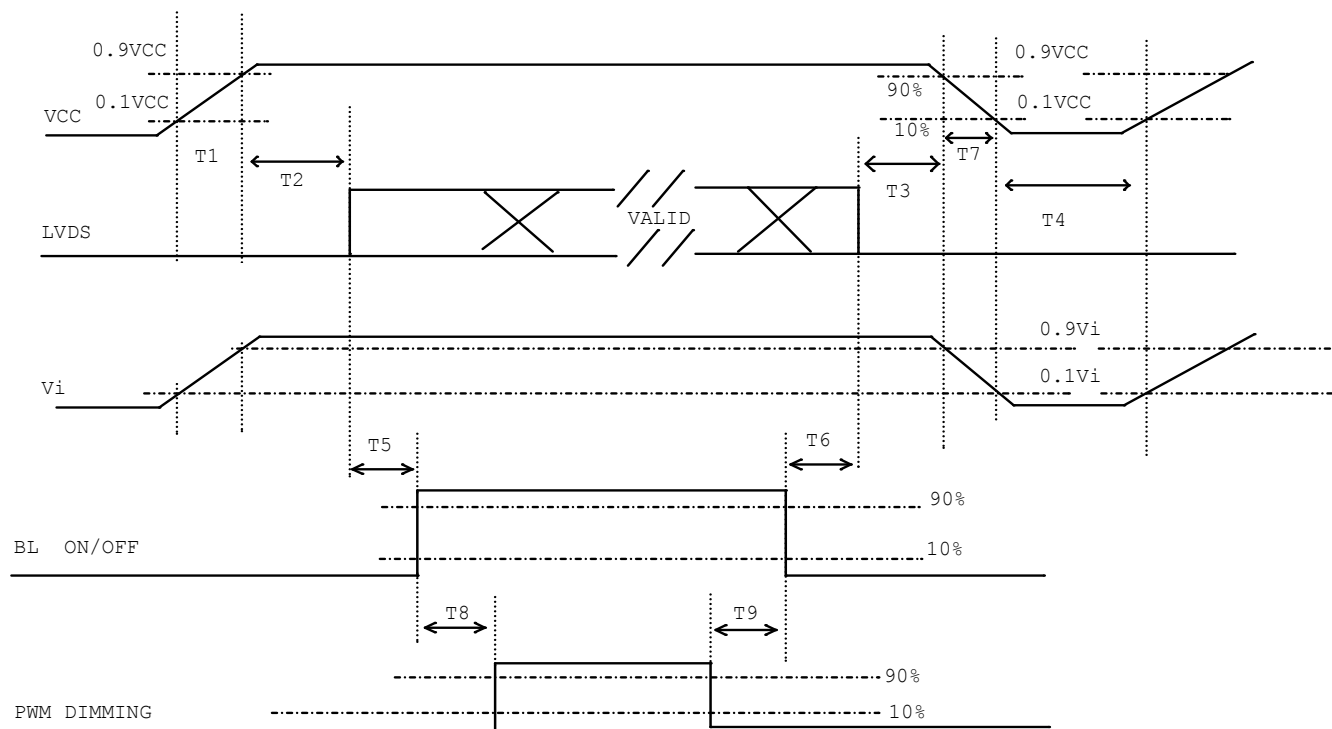 0.9VCC
0.9VCC
90%
0.1VCC
0.1VCC
VCC
10%
T1
T7
T2
T3
VALID
T4
LVDS
0.9Vi
0.1Vi
Vi
T5
T6
90%
BL ON/OFF
10%
T8
T9
90%
PWM DIMMING
10%